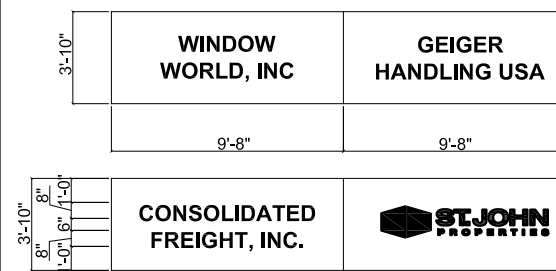 3'-10"
WINDOW
WORLD, INC
GEIGER
HANDLING USA
9'-8"
9'-8"
3'-10"
8"
1'-0"
6"
8"
1'-0"
CONSOLIDATED
FREIGHT, INC.
ST. JOHN
PROPERTIES